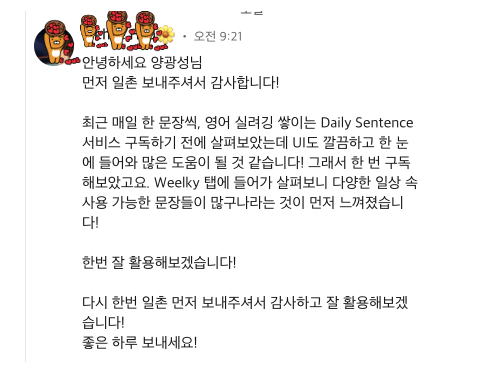 • 오전 9:21
안녕하세요 양광성님
먼저 일촌 보내주셔서 감사합니다!
최근 매일 한 문장씩, 영어 실려깅 쌓이는 Daily Sentence
서비스 구독하기 전에 살펴보았는데 UI도 깔끔하고 한 눈
에 들어와 많은 도움이 될 것 같습니다! 그래서 한 번 구독
해보았고요. Weelky 탭에 들어가 살펴보니 다양한 일상 속
사용 가능한 문장들이 많구나라는 것이 먼저 느껴졌습니
다!
한번 잘 활용해보겠습니다!
다시 한번 일촌 먼저 보내주셔서 감사하고 잘 활용해보겠
습니다!
좋은 하루 보내세요!